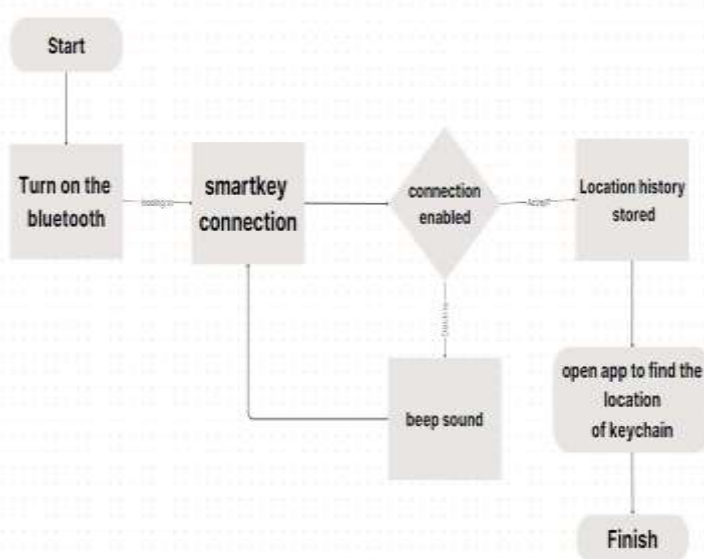 Start
Turn on the
bluetooth
smartkey
connection
connection
enabled
Accept
Location history
stored
beep sound
open app to find the
location
of keychain
Finish